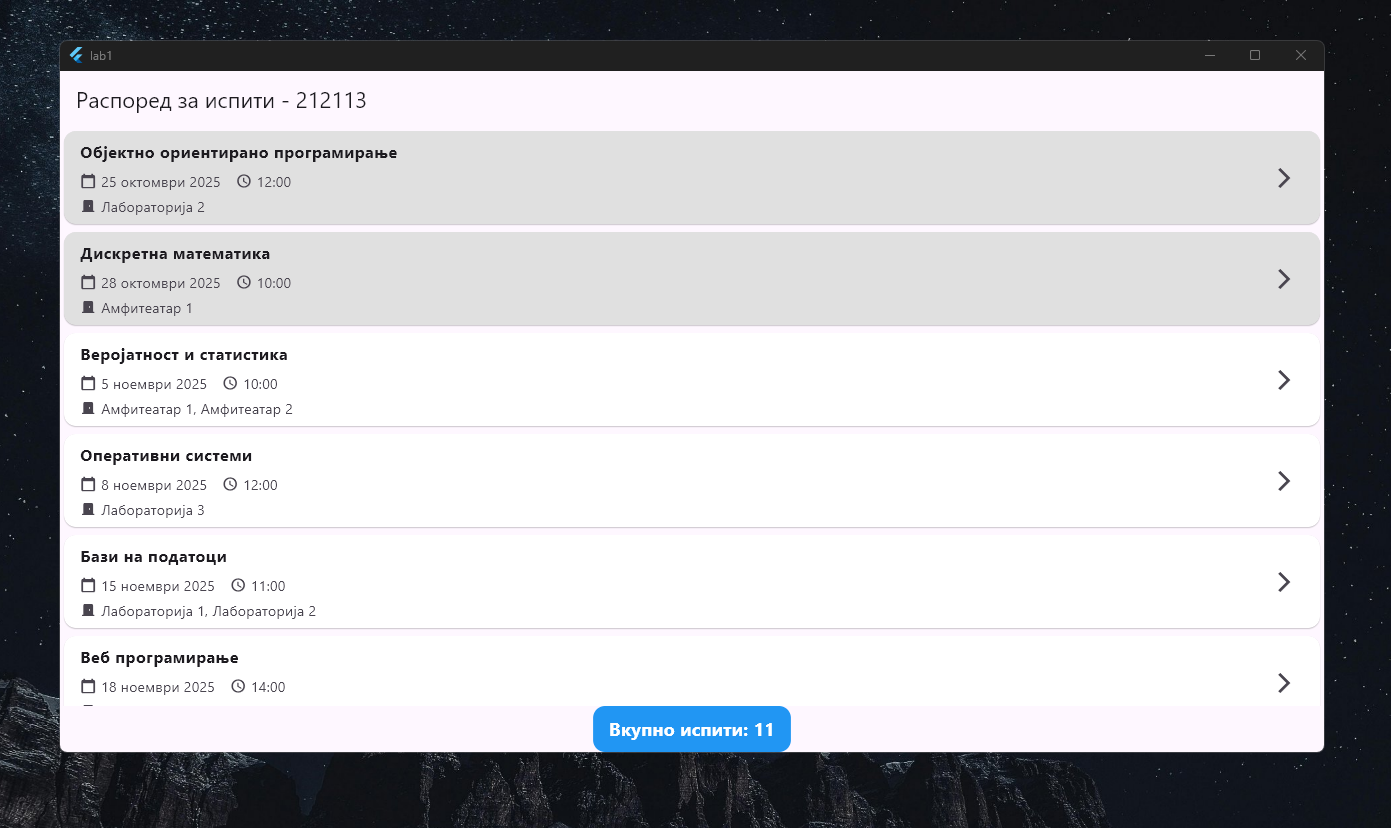 lab1
Распоред за испити - 212113
Објектно ориентирано програмирање
25 октомври 2025 12:00
Лабораторија 2
Дискретна математика
28 октомври 2025 10:00
Амфитеатар 1
Веројатност и статистика
5 ноември 2025 10:00
Амфитеатар 1, Амфитеатар 2
Оперативни системи
8 ноември 2025 12:00
Лабораторија 3
Бази на податоци
15 ноември 2025 11:00
Лабораторија 1, Лабораторија 2
Веб програмирање
18 ноември 2025 14:00
Вкупно испити: 11